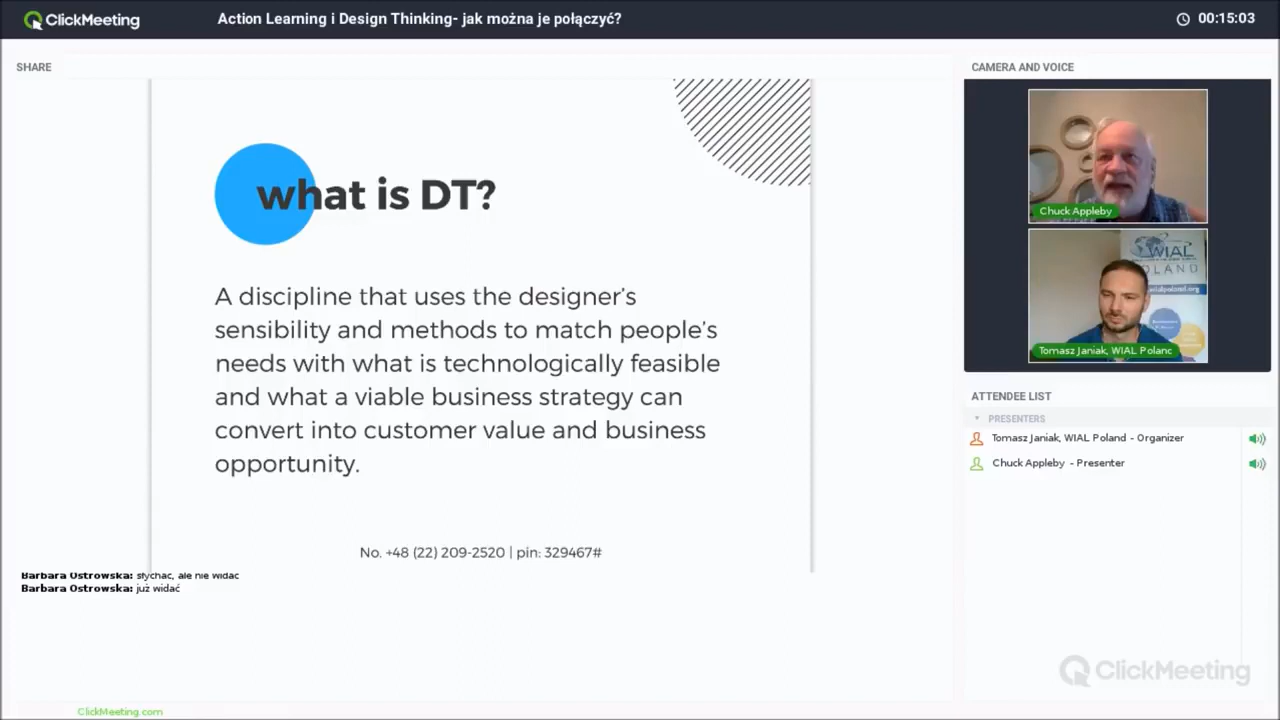 ClickMeeting
Action Learning i Design Thinking- jak można je połączyć?
00:15:03
SHARE
what is DT?
A discipline that uses the designer's
sensibility and methods to match people's
needs with what is technologically feasible
and what a viable business strategy can
convert into customer value and business
opportunity.
No. +48 (22) 209-2520 | pin: 329467#
Barbara Ostrowska: słychać, ale nie widać
Barbara Ostrowska: już widać
CAMERA AND VOICE
Chuck Appleby
WIAL
POLAND
Tomasz Janiak, WIAL Polanc
ATTENDEE LIST
PRESENTERS
Tomasz Janiak, WIAL Poland - Organizer
Chuck Appleby - Presenter
ClickMeeting
ClickMeeting.com